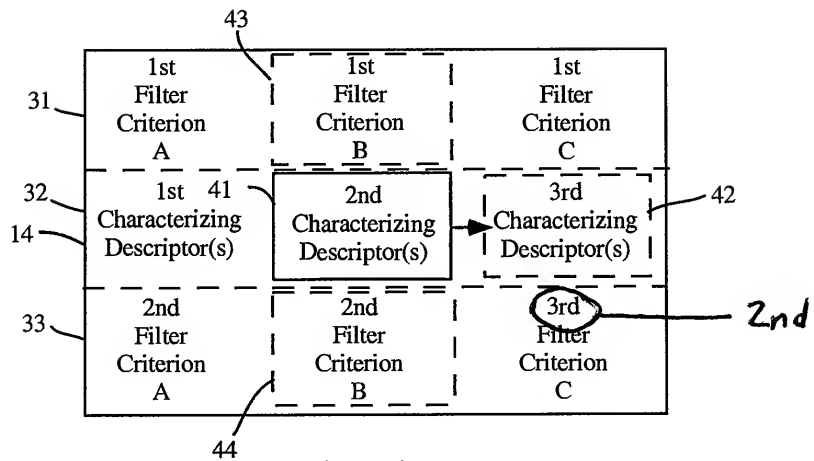 43
1st
Filter
Criterion
A
1st
Filter
Criterion
B
1st
Filter
Criterion
C
31
32
14
1st
Characterizing
Descriptor(s)
41
2nd
Characterizing
Descriptor(s)
3rd
Characterizing
Descriptor(s)
42
33
2nd
Filter
Criterion
A
2nd
Filter
Criterion
B
3rd
Filter
Criterion
C
2nd
44